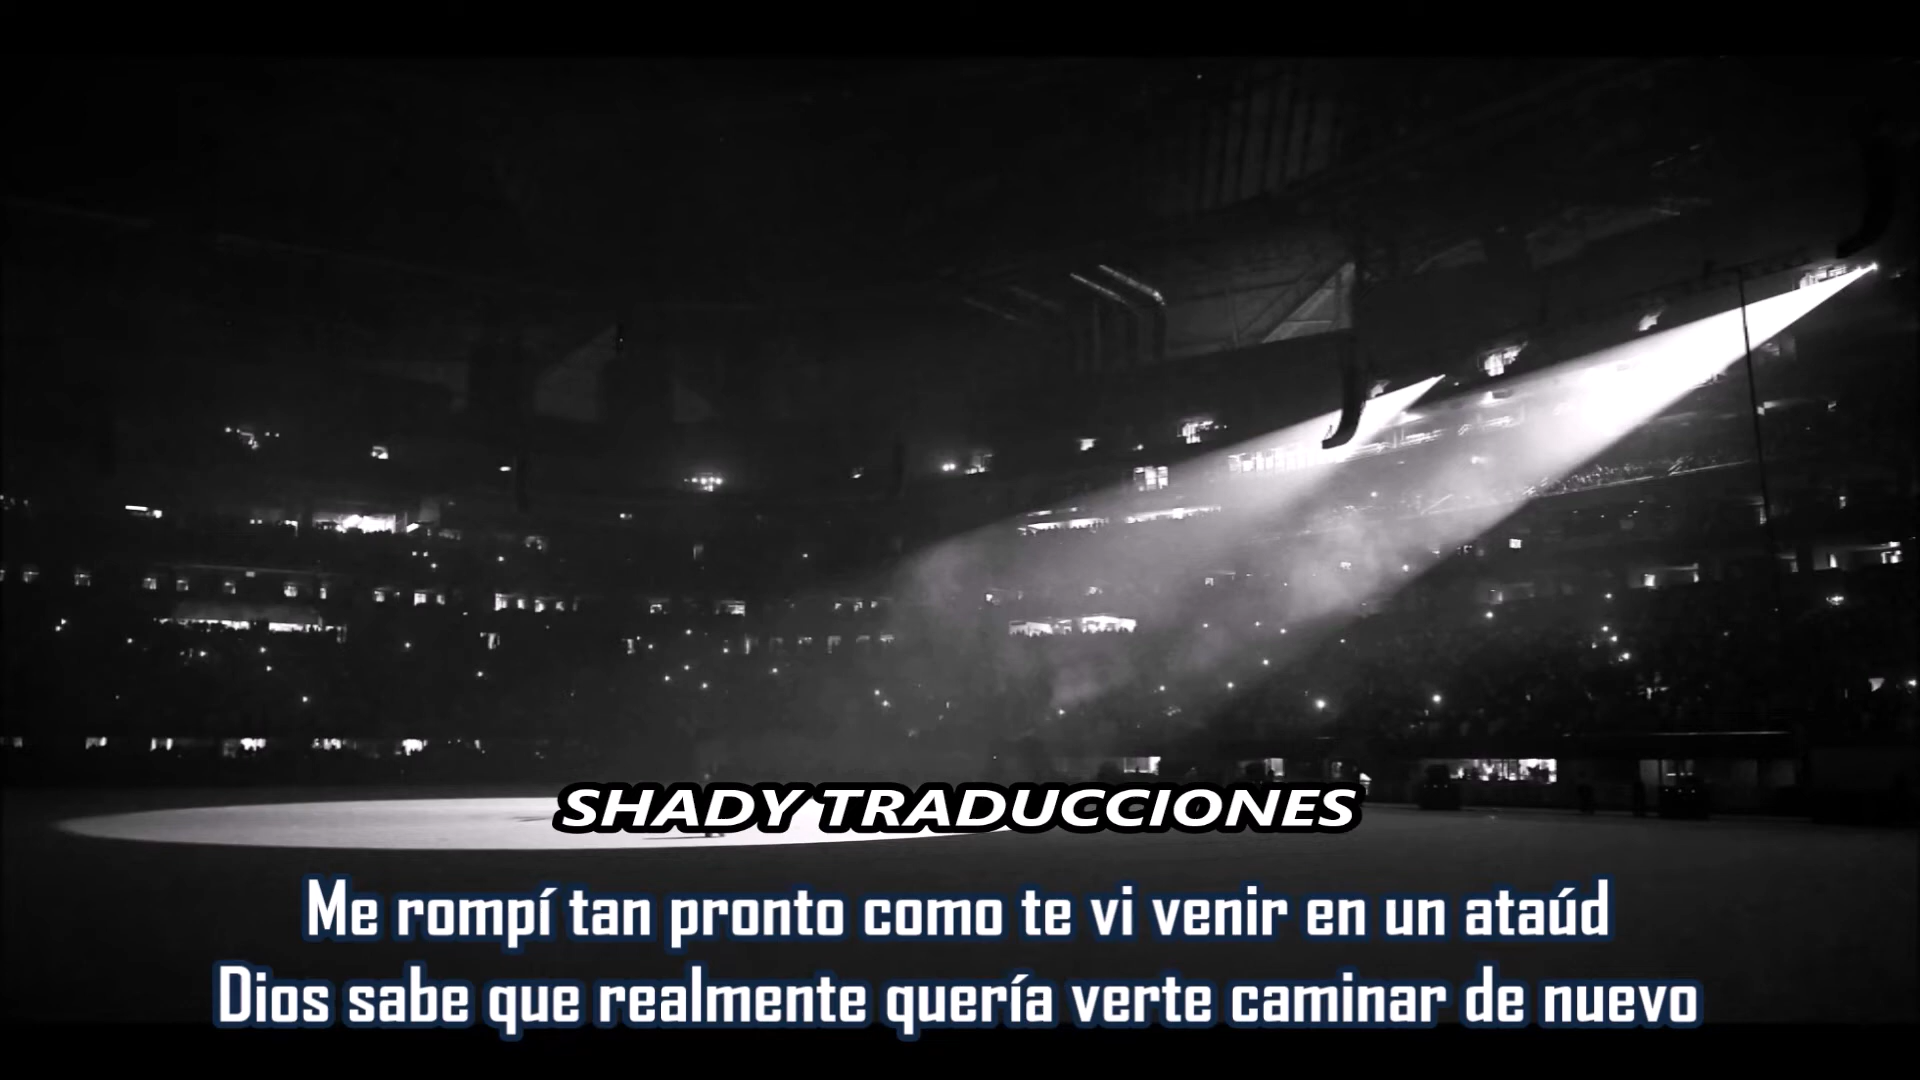 SHADY TRADUCCIONES
Me rompí tan pronto como te vi venir en un ataúd
Dios sabe que realmente quería verte caminar de nuevo